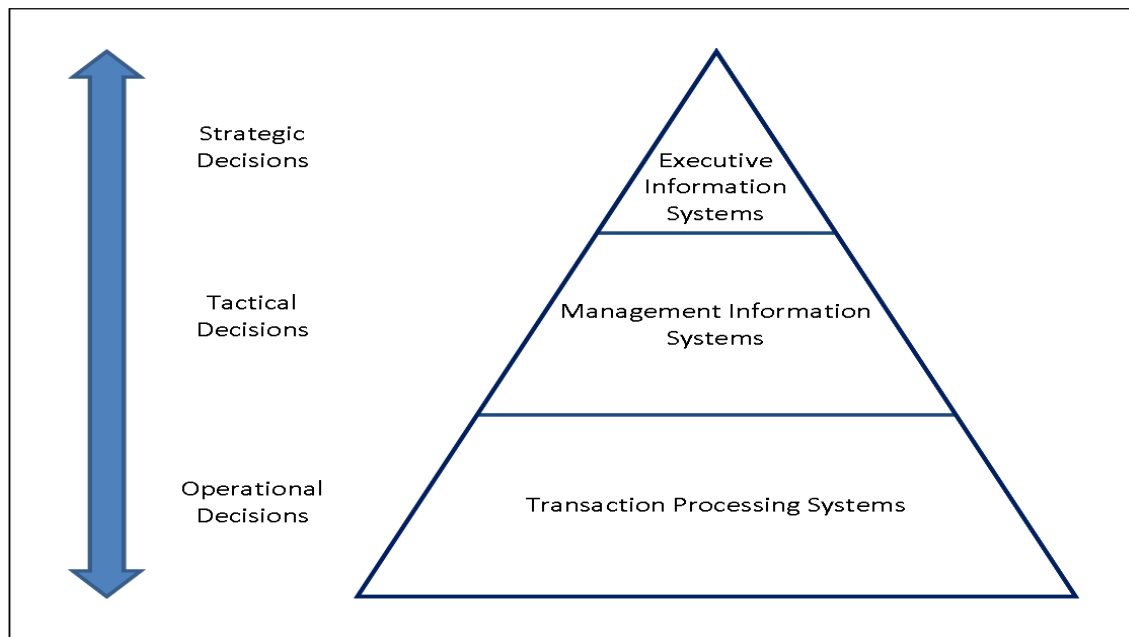 Strategic
Decisions
Executive
Information
Systems
Tactical
Decisions
Management Information
Systems
Operational
Decisions
Transaction Processing Systems